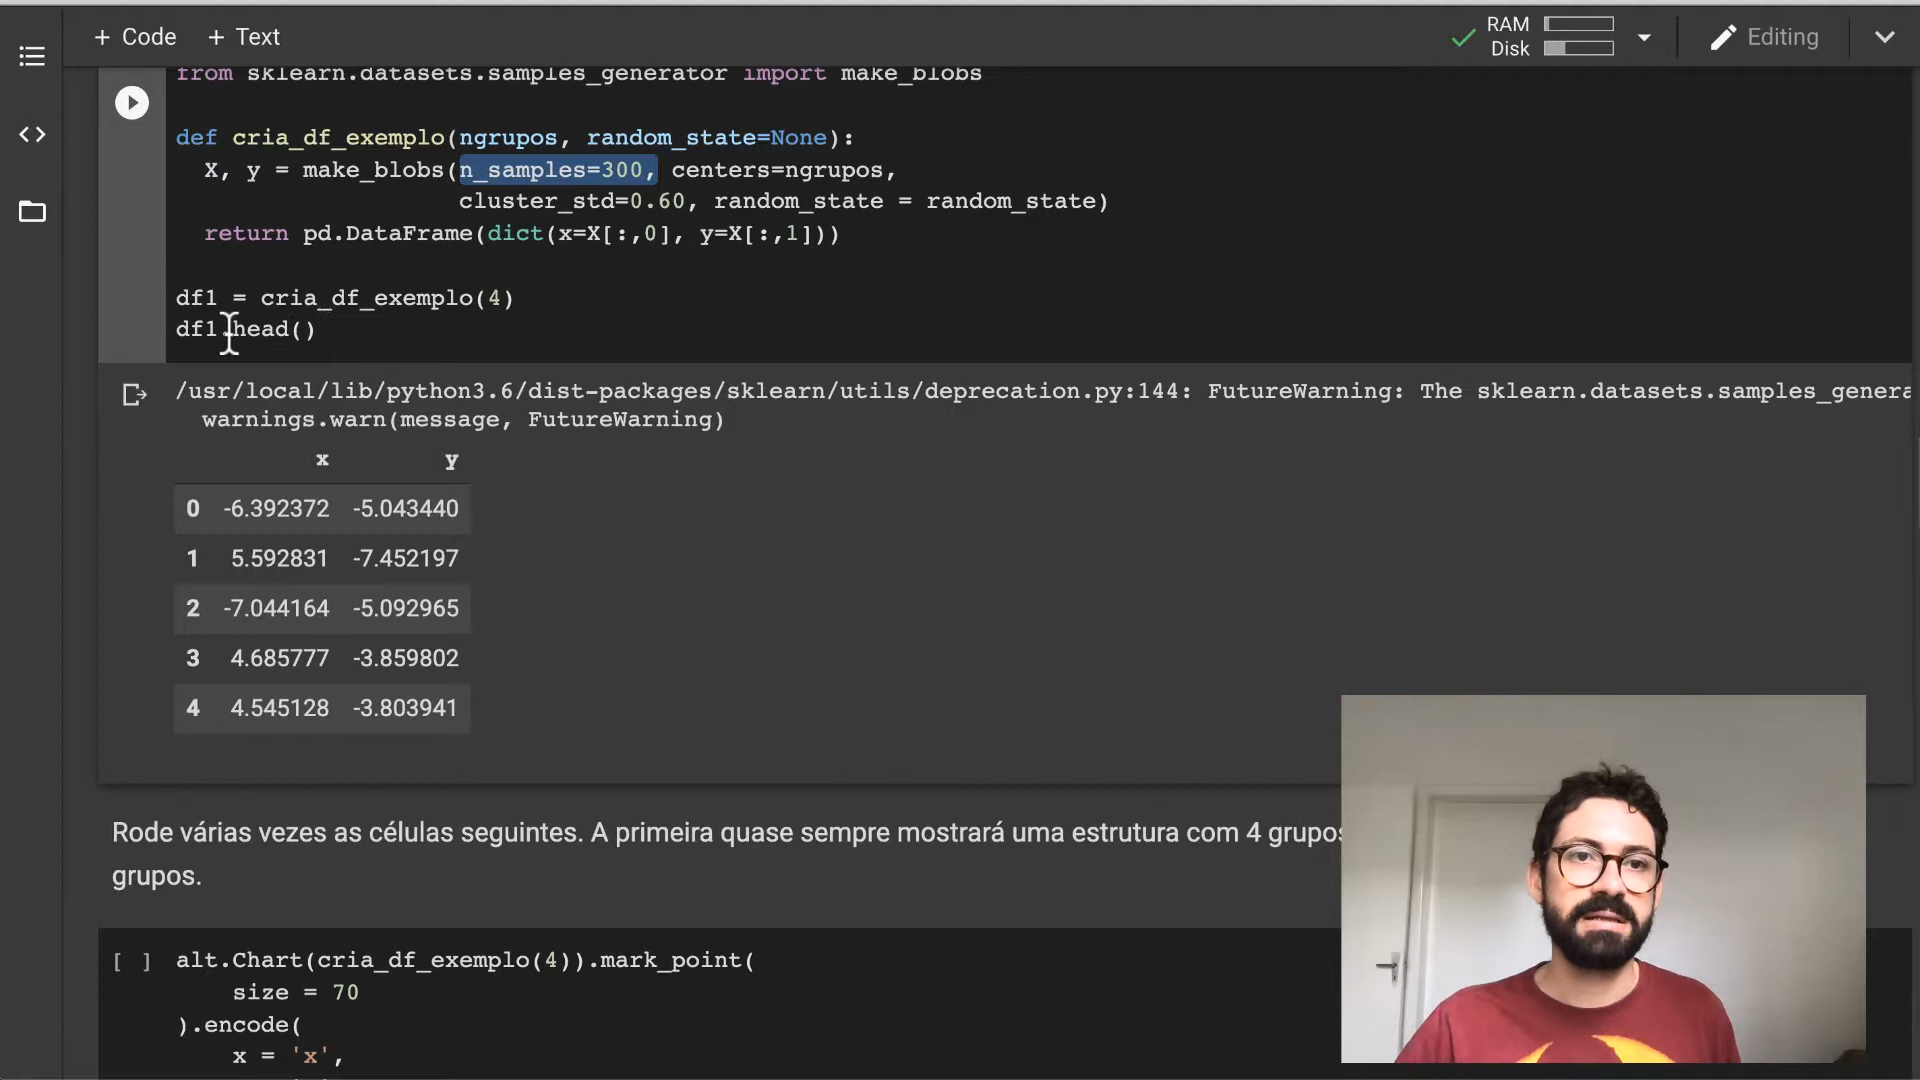 + Code + Text
RAM
Disk
Editing
from sklearn.datasets.samples_generator import make_blobs
def cria_df_exemplo(ngrupos, random_state=None):
X, y = make_blobs(n_samples=300, centers=ngrupos,
cluster_std=0.60, random_state = random_state)
return pd.DataFrame(dict(x=X[:,0], y=X[:,1]))
df1 = cria_df_exemplo(4)
df1.head()
/usr/local/lib/python3.6/dist-packages/sklearn/utils/deprecation.py:144: FutureWarning: The sklearn.datasets.samples_genera
warnings.warn(message, FutureWarning)
x y
0 -6.392372 -5.043440
1 5.592831 -7.452197
2 -7.044164 -5.092965
3 4.685777 -3.859802
4 4.545128 -3.803941
Rode várias vezes as células seguintes. A primeira quase sempre mostrará uma estrutura com 4 grupos
grupos.
[ ] alt.Chart(cria_df_exemplo(4)).mark_point(
size = 70
).encode(
x = 'x',